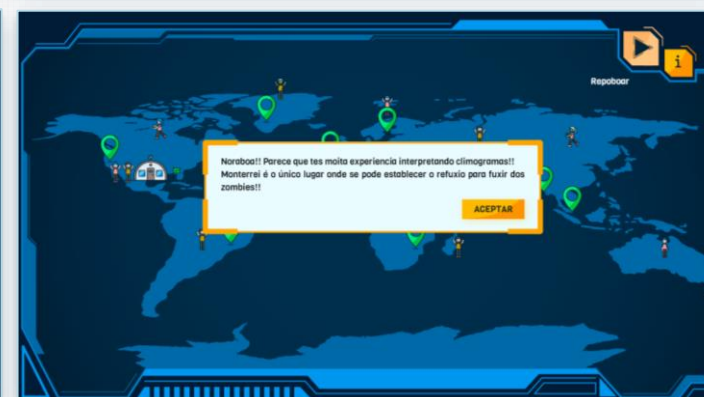 i
Repoboar
Noraboa!! Parece que tes moita experiencia interpretando climogramas!!
Monterrei é o único lugar onde se pode establecer o refuxio para fuxir dos
zombies!!
ACEPTAR